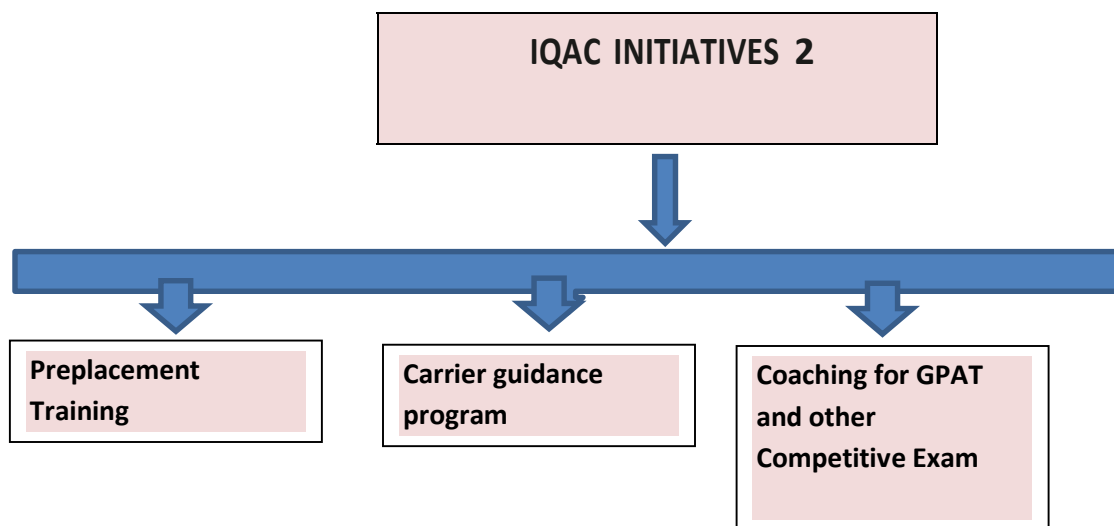 IQAC INITIATIVES 2
Preplacement
Training
Carrier guidance
program
Coaching for GPAT
and other
Competitive Exam